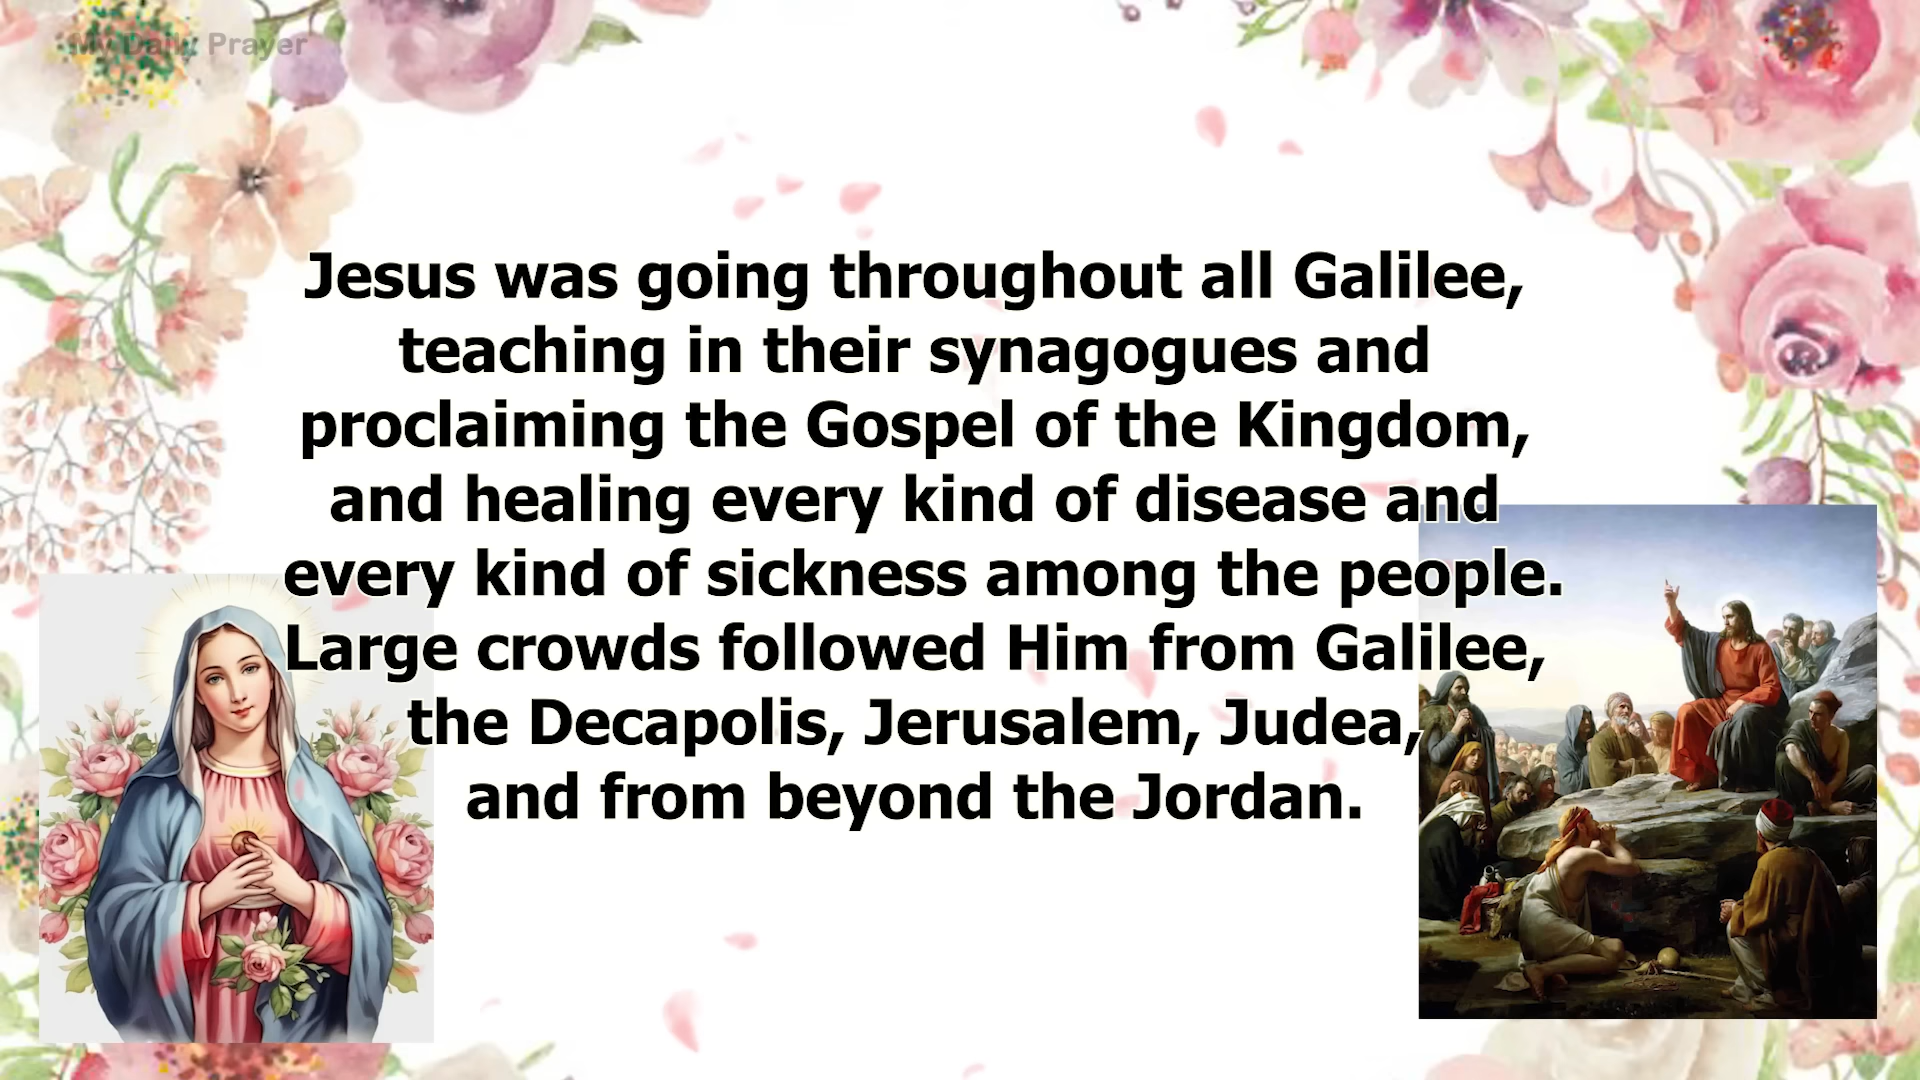 My Daily Prayer
Jesus was going throughout all Galilee,
teaching in their synagogues and
proclaiming the Gospel of the Kingdom,
and healing every kind of disease and
every kind of sickness among the people.
Large crowds followed Him from Galilee,
the Decapolis, Jerusalem, Judea,
and from beyond the Jordan.